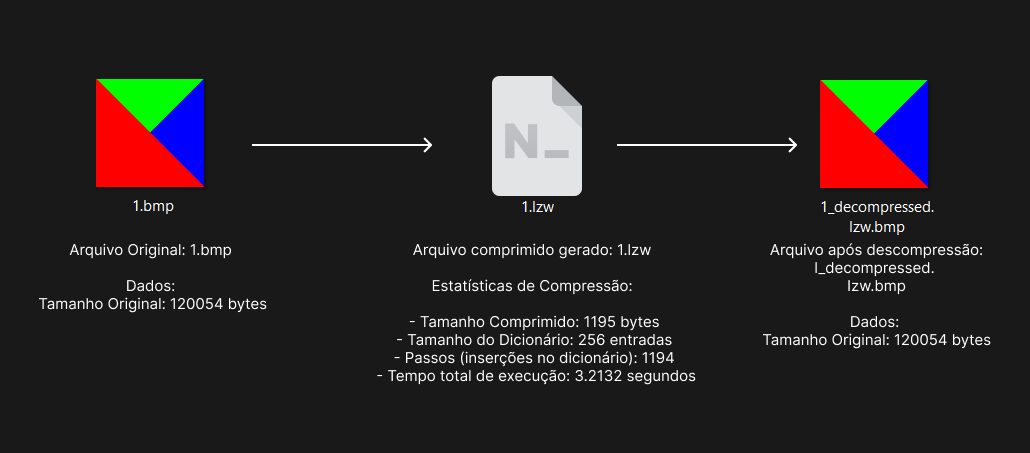 N_
1.bmp
1.lzw
1_decompressed.
lzw.bmp
Arquivo Original: 1.bmp
Dados:
Tamanho Original: 120054 bytes
Arquivo comprimido gerado: 1.lzw
Estatísticas de Compressão:
- Tamanho Comprimido: 1195 bytes
- Tamanho do Dicionário: 256 entradas
- Passos (inserções no dicionário): 1194
- Tempo total de execução: 3.2132 segundos
Arquivo após descompressão:
l_decompressed.
lzw.bmp
Dados:
Tamanho Original: 120054 bytes